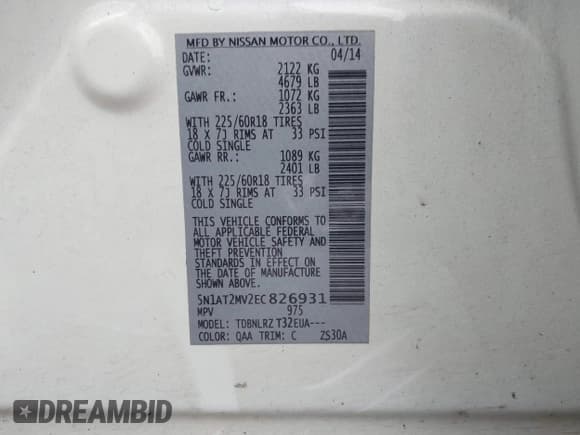 MFD BY NISSAN MOTOR CO., LTD.
DATE: 04/14
GVWR: 2122 KG
4679 LB
GAWR FR.: 1072 KG
2363 LB
WITH 225/60R18 TIRES
18 X 7J RIMS AT 33 PSI
COLD SINGLE
GAWR RR.: 1089 KG
2401 LB
WITH 225/60R18 TIRES
18 X 7J RIMS AT 33 PSI
COLD SINGLE
THIS VEHICLE CONFORMS TO
ALL APPLICABLE FEDERAL
MOTOR VEHICLE SAFETY AND
THEFT PREVENTION
STANDARDS IN EFFECT ON
THE DATE OF MANUFACTURE
SHOWN ABOVE.
5N1AT2MV2EC826931
MPV 975
MODEL: TDBNLRZ T32EUA---
COLOR: QAA TRIM: C ZS30A
DREAMBID